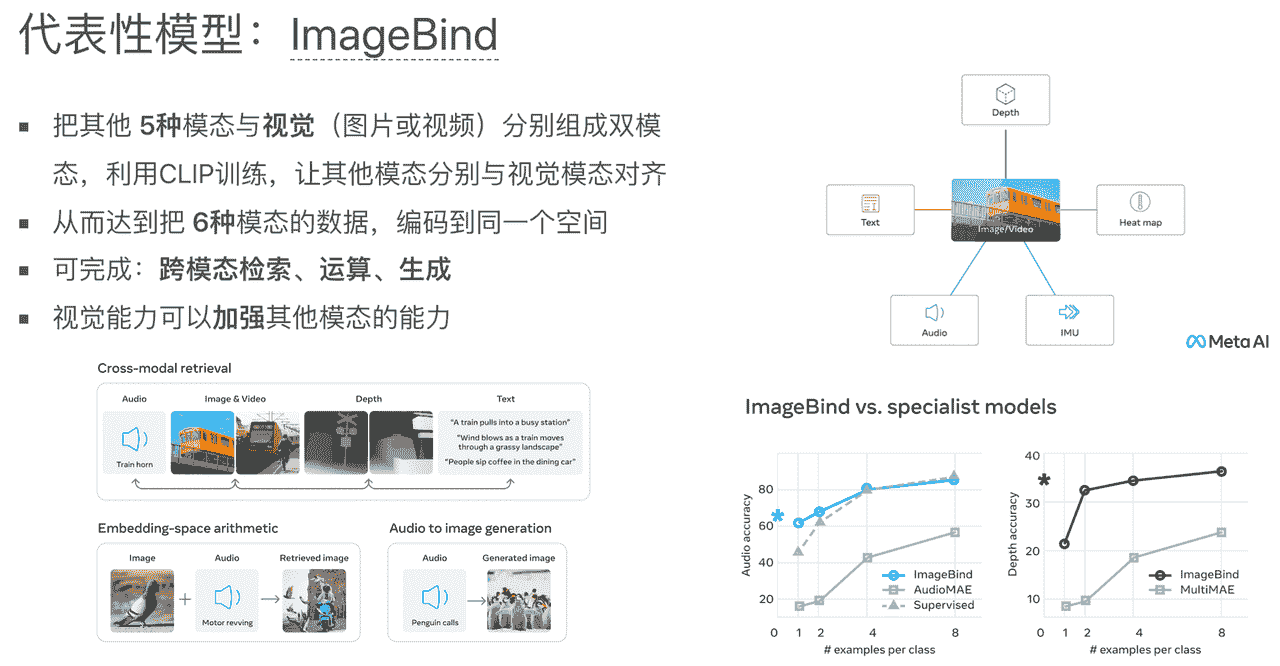 代表性模型：ImageBind
▪ 把其他 5种模态与视觉（图片或视频）分别组成双模
态，利用CLIP训练，让其他模态分别与视觉模态对齐
▪ 从而达到把 6种模态的数据，编码到同一个空间
▪ 可完成：跨模态检索、运算、生成
▪ 视觉能力可以加强其他模态的能力
Depth
Text
Image/Video
Heat map
Audio
IMU
Meta AI
Cross-modal retrieval
Audio
Image & Video
Depth
Text
Train horn
"A train pulls into a busy station"
"Wind blows as a train moves
through a grassy landscape"
"People sip coffee in the dining car"
Embedding-space arithmetic
Image
Audio
Retrieved image
+
Motor revving
Audio to image generation
Audio
Generated image
Penguin calls
ImageBind vs. specialist models
Audio accuracy
80
60
40
20
*
ImageBind
AudioMAE
Supervised
0 1 2 4 8
# examples per class
Depth accuracy
40
30
20
10
*
ImageBind
MultiMAE
0 1 2 4 8
# examples per class